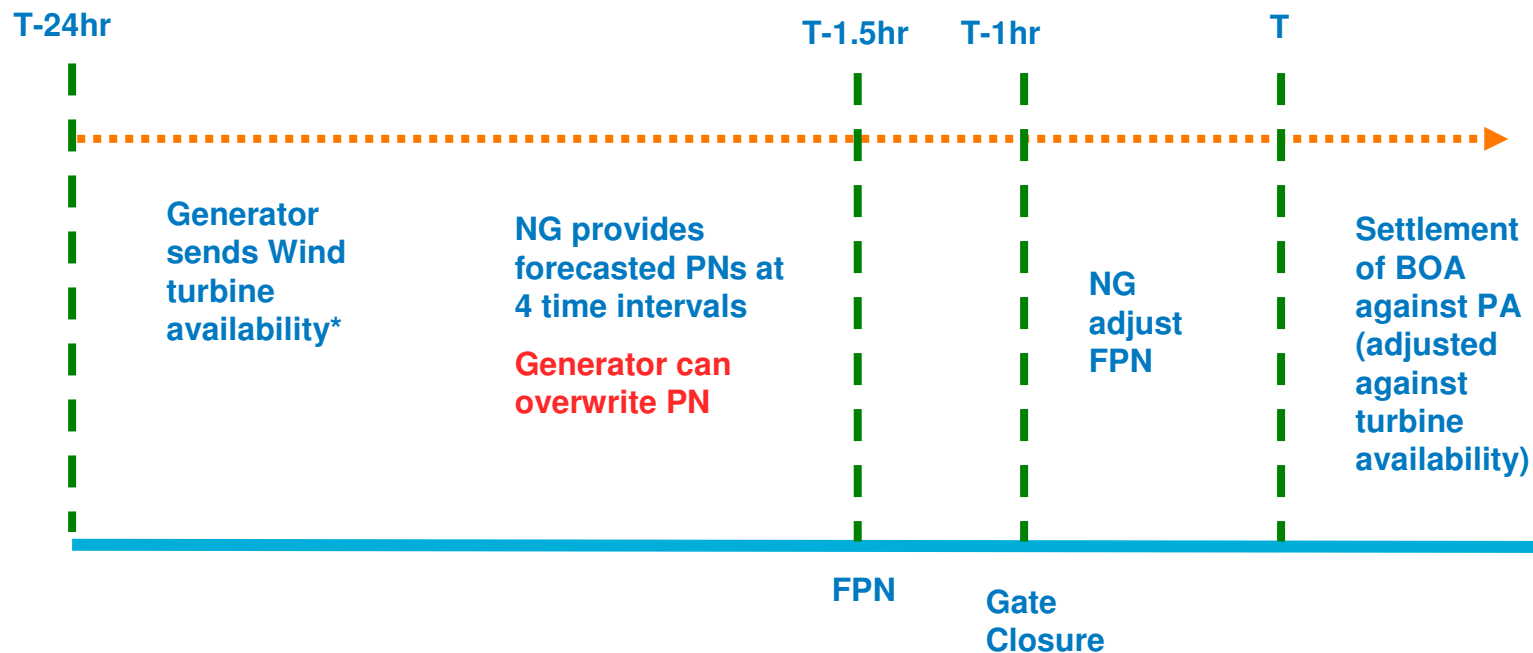 T-24hr
T-1.5hr
T-1hr
T
Generator
sends Wind
turbine
availability*
NG provides
forecasted PNs at
4 time intervals
Generator can
overwrite PN
NG
adjust
FPN
Settlement
of BOA
against PA
(adjusted
against
turbine
availability)
FPN
Gate
Closure